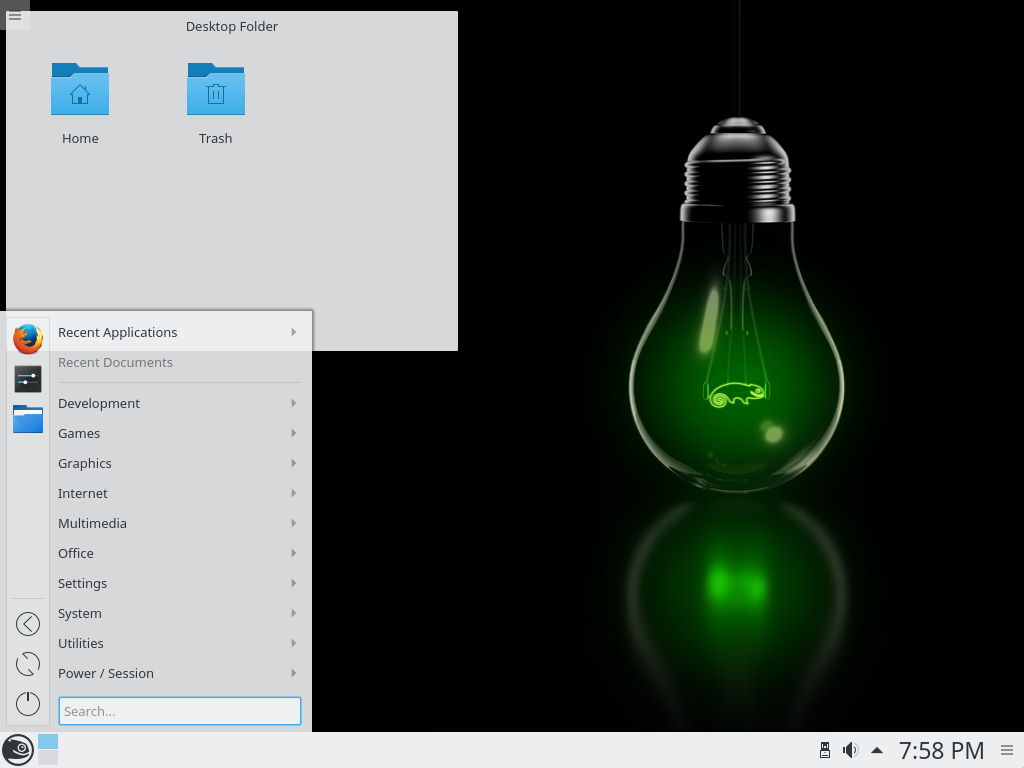 Desktop Folder
Home
Trash
Recent Applications
Recent Documents
Development
Games
Graphics
Internet
Multimedia
Office
Settings
System
Utilities
Power / Session
Search...
7:58 PM